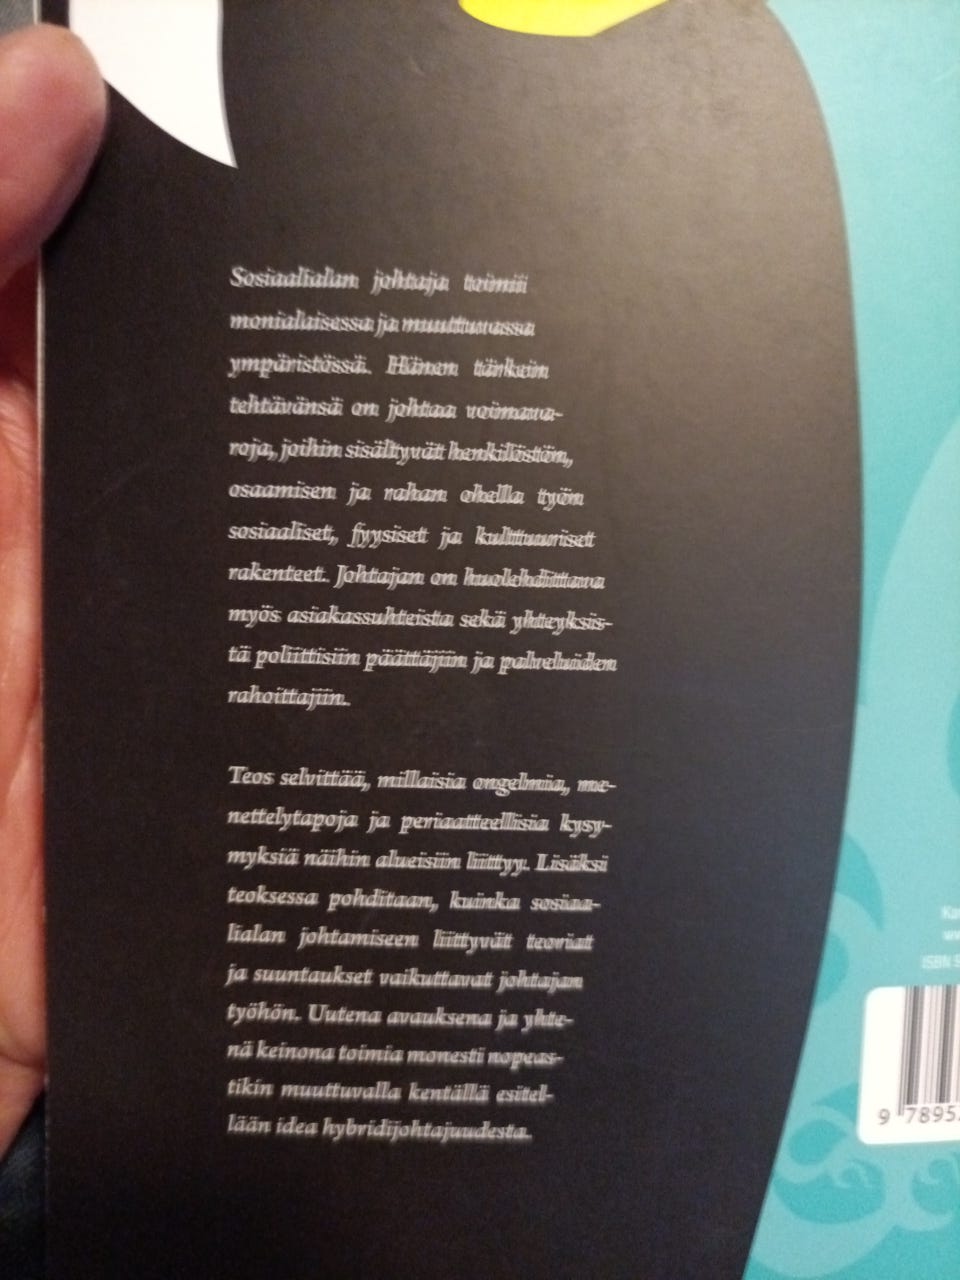 Sosiaalialan johtaja toimii
monialaisessa ja muuttuvassa
ympäristössä. Hänen tärkein
tehtävänsä on johtaa voimava-
roja, joihin sisältyvät henkilöstön,
osaamisen ja rahan ohella työn
sosiaaliset, fyysiset ja kulttuuriset
rakenteet. Johtajan on huolehdittava
myös asiakassuhteista sekä yhteyksis-
tä poliittisiin päättäjiin ja palveluiden
rahoittajiin.
Teos selvittää, millaisia ongelmia, me-
nettelytapoja ja periaatteellisia kysy-
myksiä näihin alueisiin liittyy. Lisäksi
teoksessa pohditaan, kuinka sosiaa-
lialan johtamiseen liittyvät teoriat
ja suuntaukset vaikuttavat johtajan
työhön. Uutena avauksena ja yhte-
nä keinona toimia monesti nopeas-
tikin muuttuvalla kentällä esitel-
lään idea hybridijohtajuudesta.
ISBN
9 7895